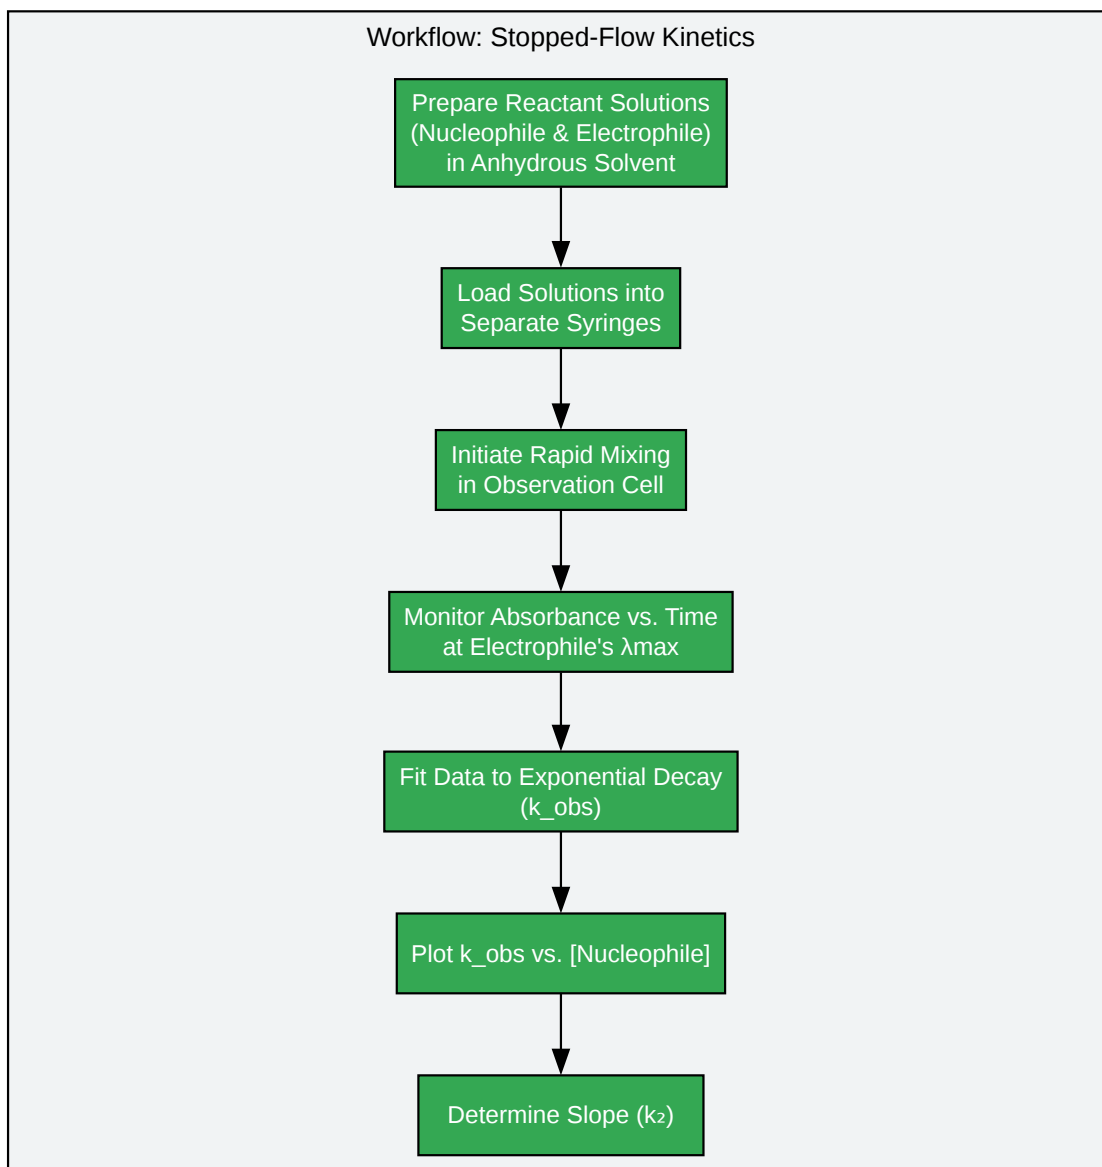 Workflow: Stopped-Flow Kinetics
Prepare Reactant Solutions
(Nucleophile & Electrophile)
in Anhydrous Solvent
Load Solutions into
Separate Syringes
Initiate Rapid Mixing
in Observation Cell
Monitor Absorbance vs. Time
at Electrophile's λmax
Fit Data to Exponential Decay
(k_obs)
Plot k_obs vs. [Nucleophile]
Determine Slope (k₂)